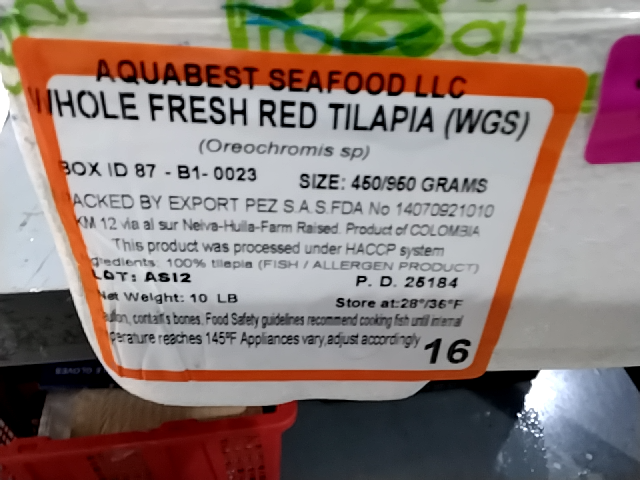 AQUABEST SEAFOOD LLC
WHOLE FRESH RED TILAPIA (WGS)
(Oreochromis sp)
BOX ID 87 - B1- 0023 SIZE: 450/950 GRAMS
PACKED BY EXPORT PEZ S.A.S.FDA No 14070921010
KM 12 via al sur Neiva-Huila-Farm Raised. Product of COLOMBIA
This product was processed under HACCP system
Ingredients: 100% tilapia (FISH / ALLERGEN PRODUCT)
LOT: ASI2 P. D. 25184
Net Weight: 10 LB Store at:28°/36°F
contains bones. Food Safety guidelines recommend cooking fish until internal
temperature reaches 145°F Appliances vary,adjust accordingly
16